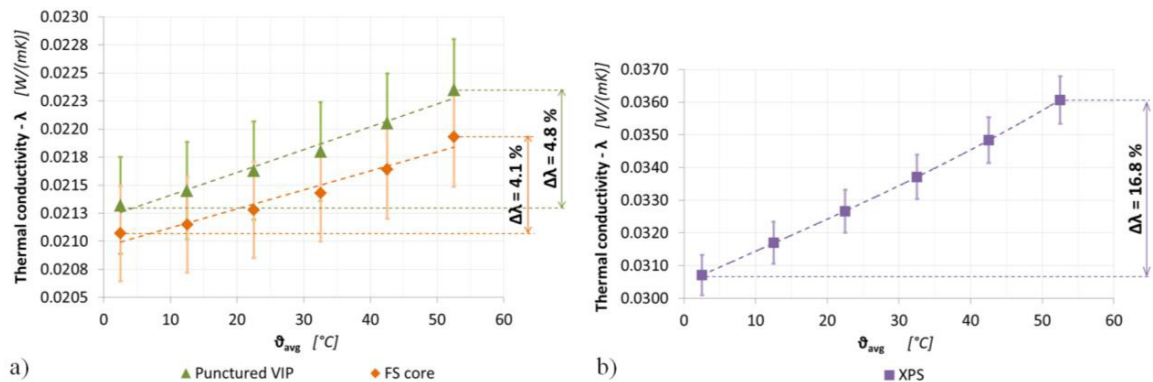 Thermal conductivity - λ [W/(mK)]
0.0230
0.0228
0.0225
0.0223
0.0220
0.0218
0.0215
0.0213
0.0210
0.0208
0.0205
0 10 20 30 40 50 60
ϑavg [°C]
Δλ = 4.1 %
Δλ = 4.8 %
a)
Punctured VIP FS core
Thermal conductivity - λ [W/(mK)]
0.0370
0.0360
0.0350
0.0340
0.0330
0.0320
0.0310
0.0300
0 10 20 30 40 50 60
ϑavg [°C]
Δλ = 16.8 %
b)
XPS